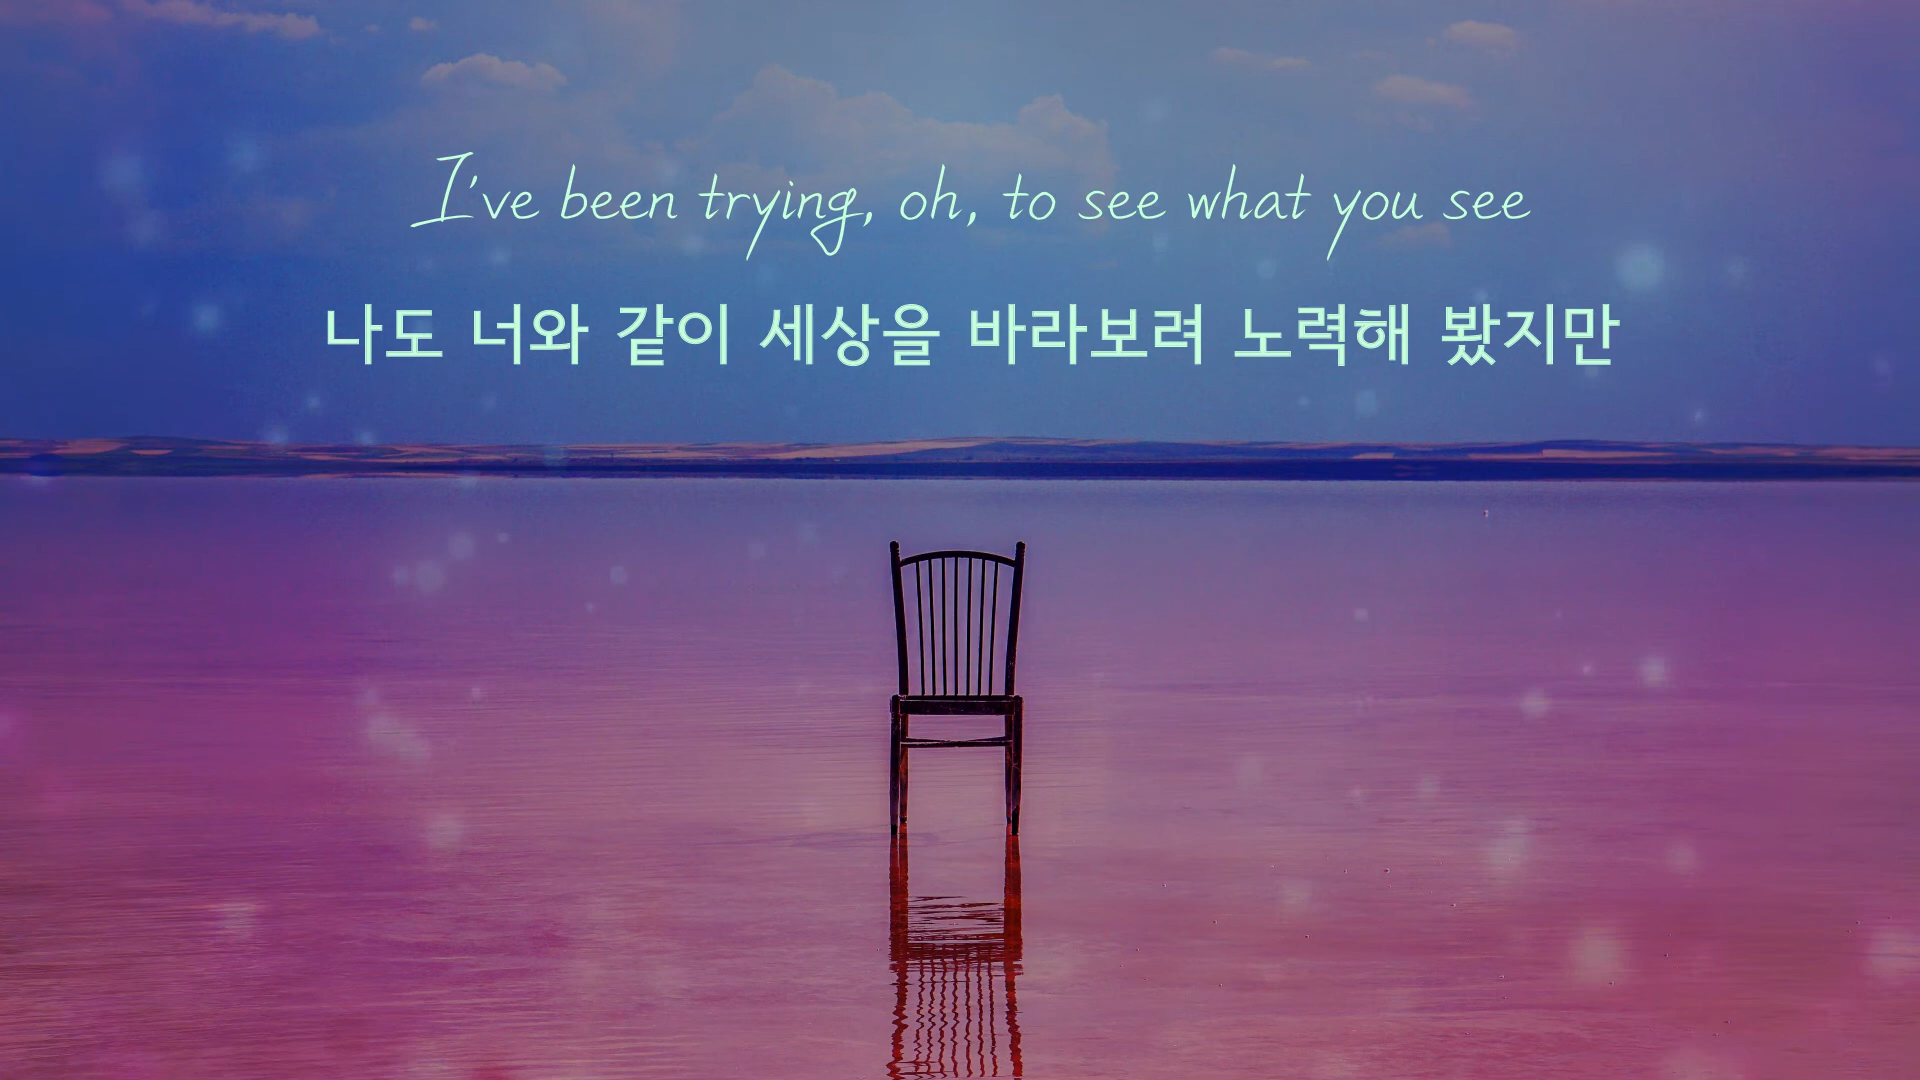 I've been trying, oh, to see what you see
나도 너와 같이 세상을 바라보려 노력해 봤지만